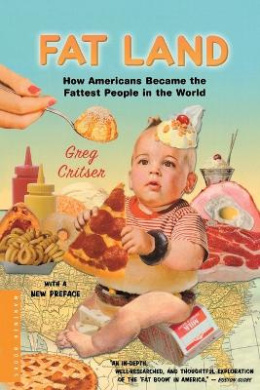 FAT LAND
How Americans Became the
Fattest People in the World
Greg
Critser
WITH A
NEW PREFACE
"AN IN-DEPTH,
WELL-RESEARCHED, AND THOUGHTFUL EXPLORATION
OF THE 'FAT BOOM' IN AMERICA." — BOSTON GLOBE